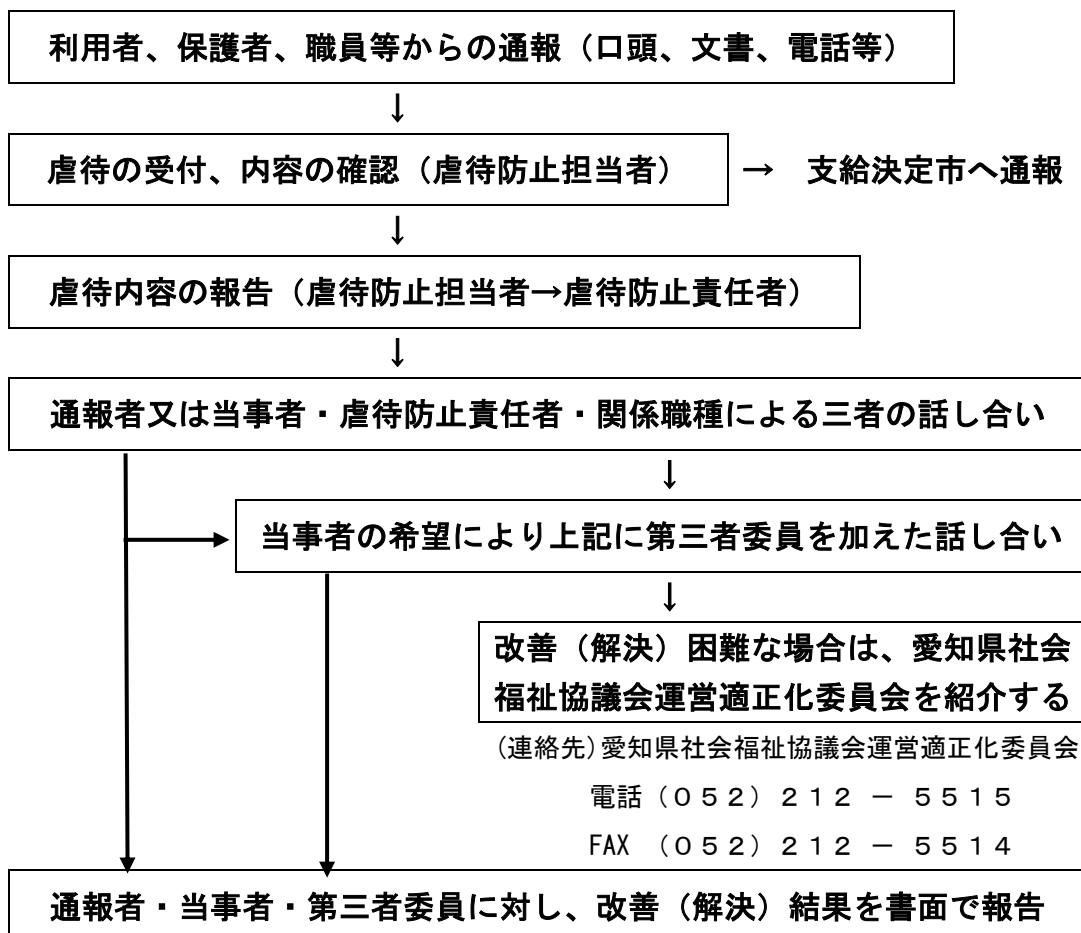 利用者、保護者、職員等からの通報（口頭、文書、電話等）
↓
虐待の受付、内容の確認（虐待防止担当者） → 支給決定市へ通報
↓
虐待内容の報告（虐待防止担当者→虐待防止責任者）
↓
通報者又は当事者・虐待防止責任者・関係職種による三者の話し合い
↓
当事者の希望により上記に第三者委員を加えた話し合い
↓
改善（解決）困難な場合は、愛知県社会
福祉協議会運営適正化委員会を紹介する
(連絡先)愛知県社会福祉協議会運営適正化委員会
電話（０５２）２１２ － ５５１５
FAX （０５２）２１２ － ５５１４
通報者・当事者・第三者委員に対し、改善（解決）結果を書面で報告